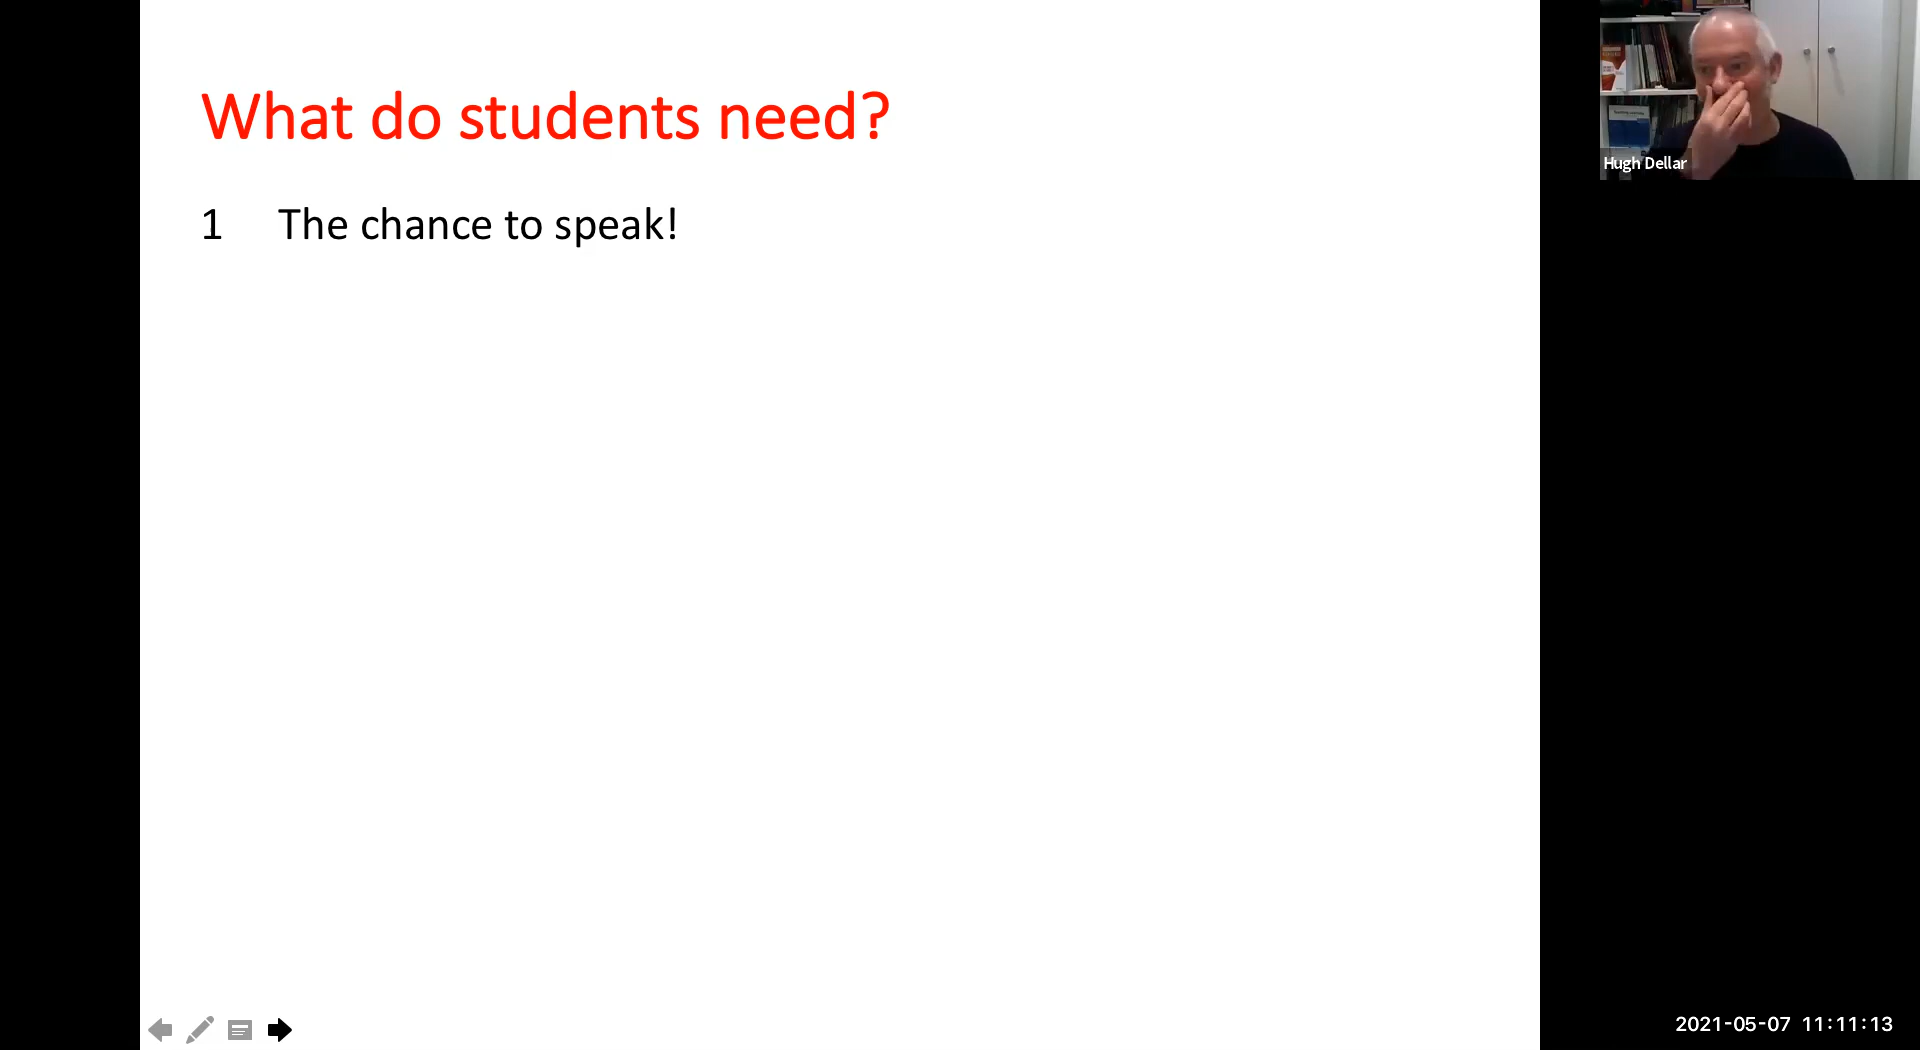 What do students need?
1 The chance to speak!
Hugh Dellar
2021-05-07 11:11:13